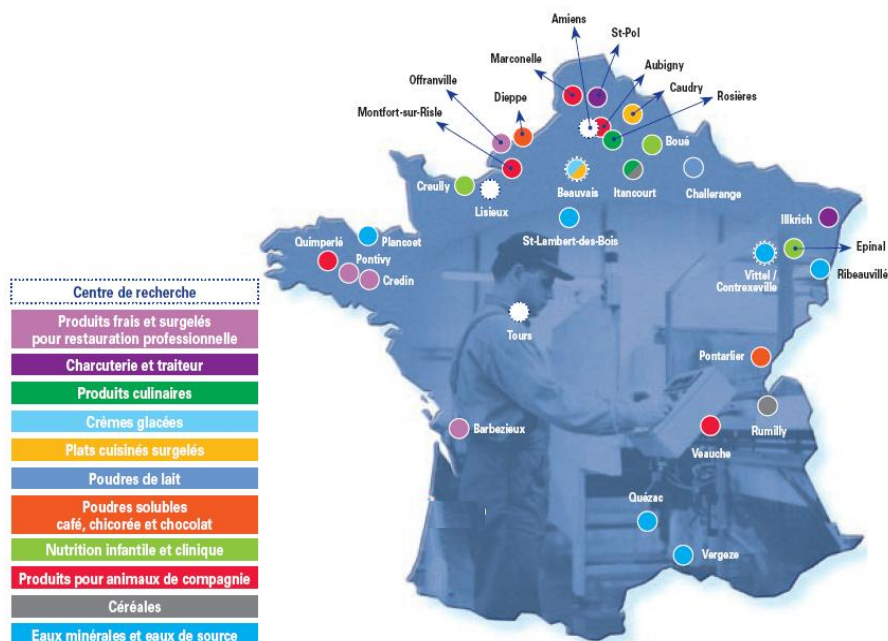 Amiens
St-Pol
Marconelle
Aubigny
Offranville
Caudry
Dieppe
Rosières
Montfort-sur-Risle
Boué
Creully
Lisieux
Beauvais
Itancourt
Challerange
Illkrich
St-Lambert-des-Bois
Quimperlé
Plancoet
Epinal
Pontivy
Vittel /
Contrexeville
Ribeauvillé
Credin
Centre de recherche
Produits frais et surgelés
pour restauration professionnelle
Tours
Charcuterie et traiteur
Pontarlier
Produits culinaires
Crèmes glacées
Rumilly
Barbezieux
Veauche
Plats cuisinés surgelés
Poudres de lait
Poudres solubles
café, chicorée et chocolat
Quézac
Nutrition infantile et clinique
Vergeze
Produits pour animaux de compagnie
Céréales
Eaux minérales et eaux de source